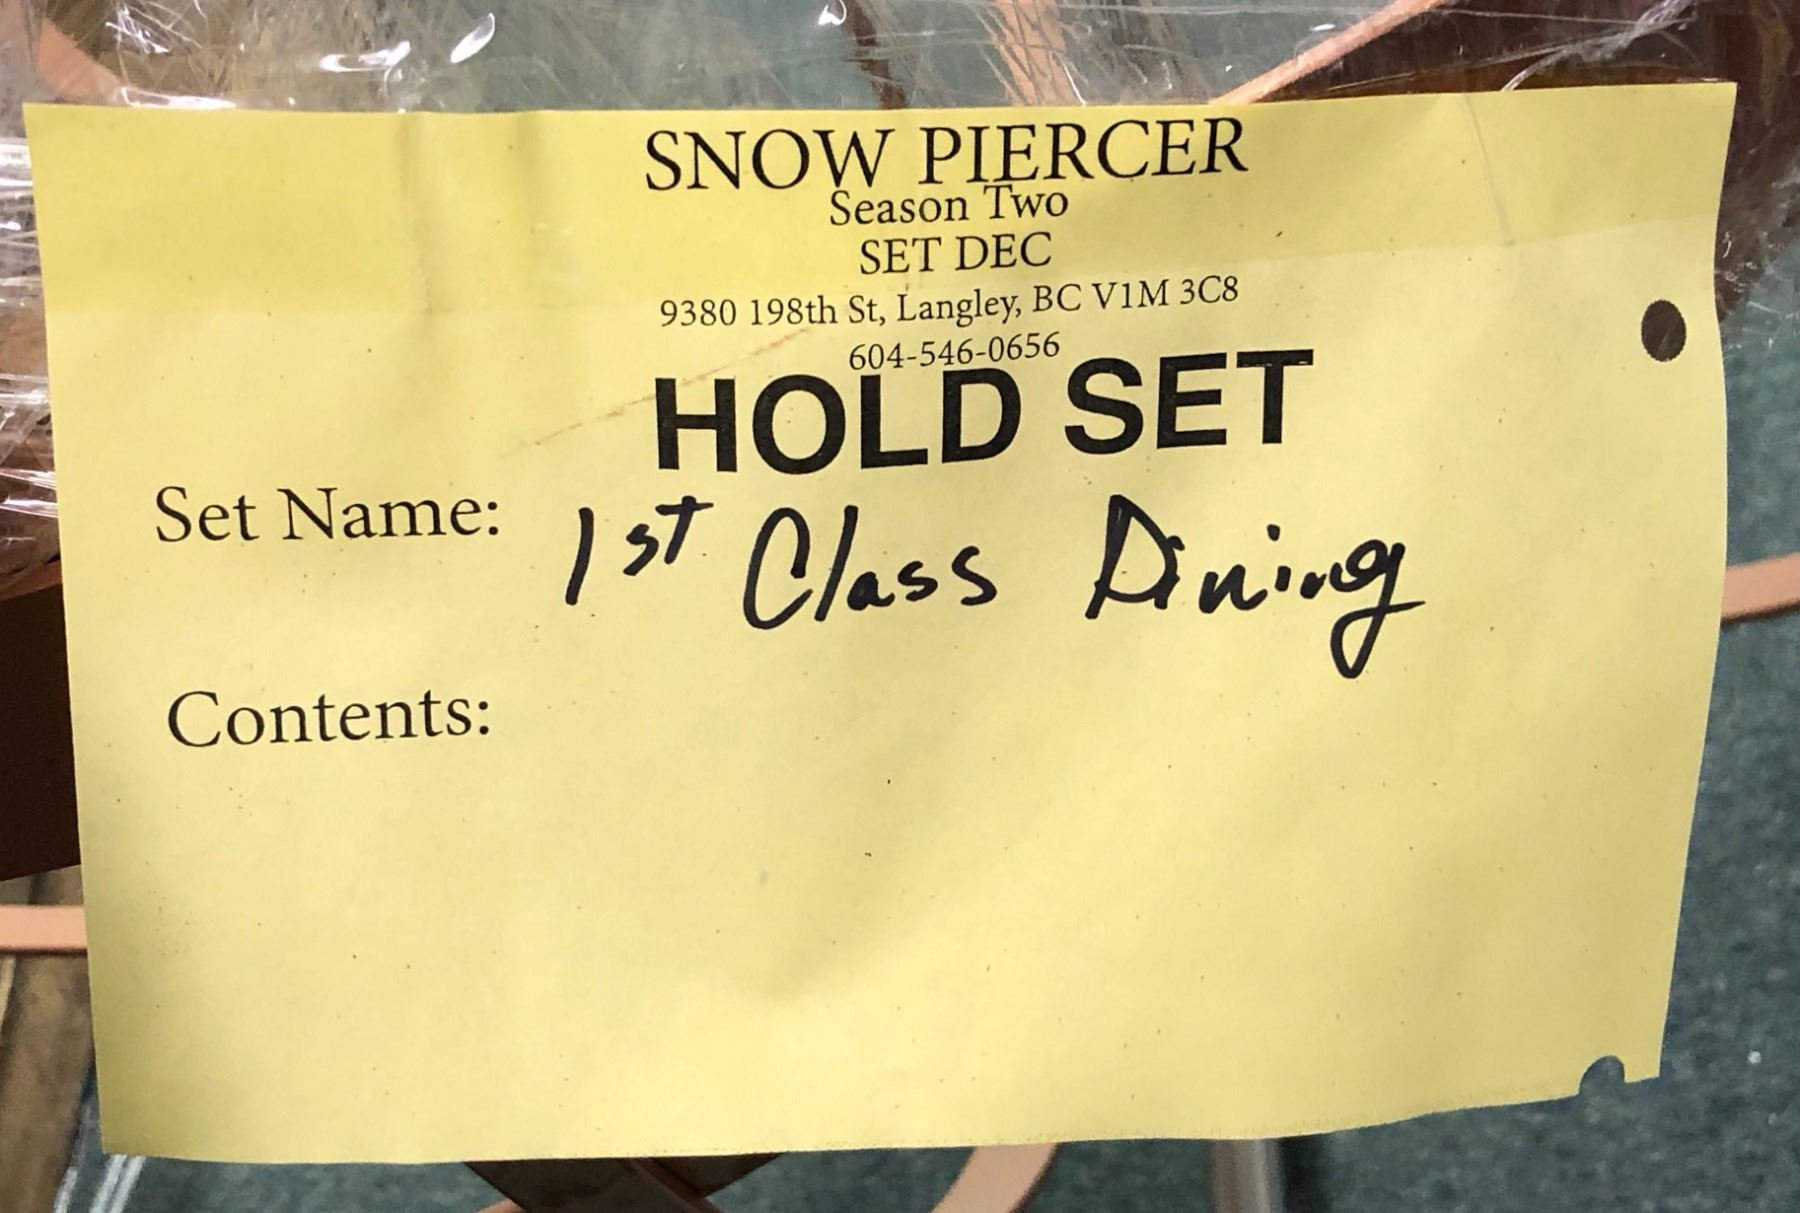 SNOW PIERCER
Season Two
SET DEC
9380 198th St, Langley, BC V1M 3C8
604-546-0656
HOLD SET
Set Name: 1st Class Dining
Contents: